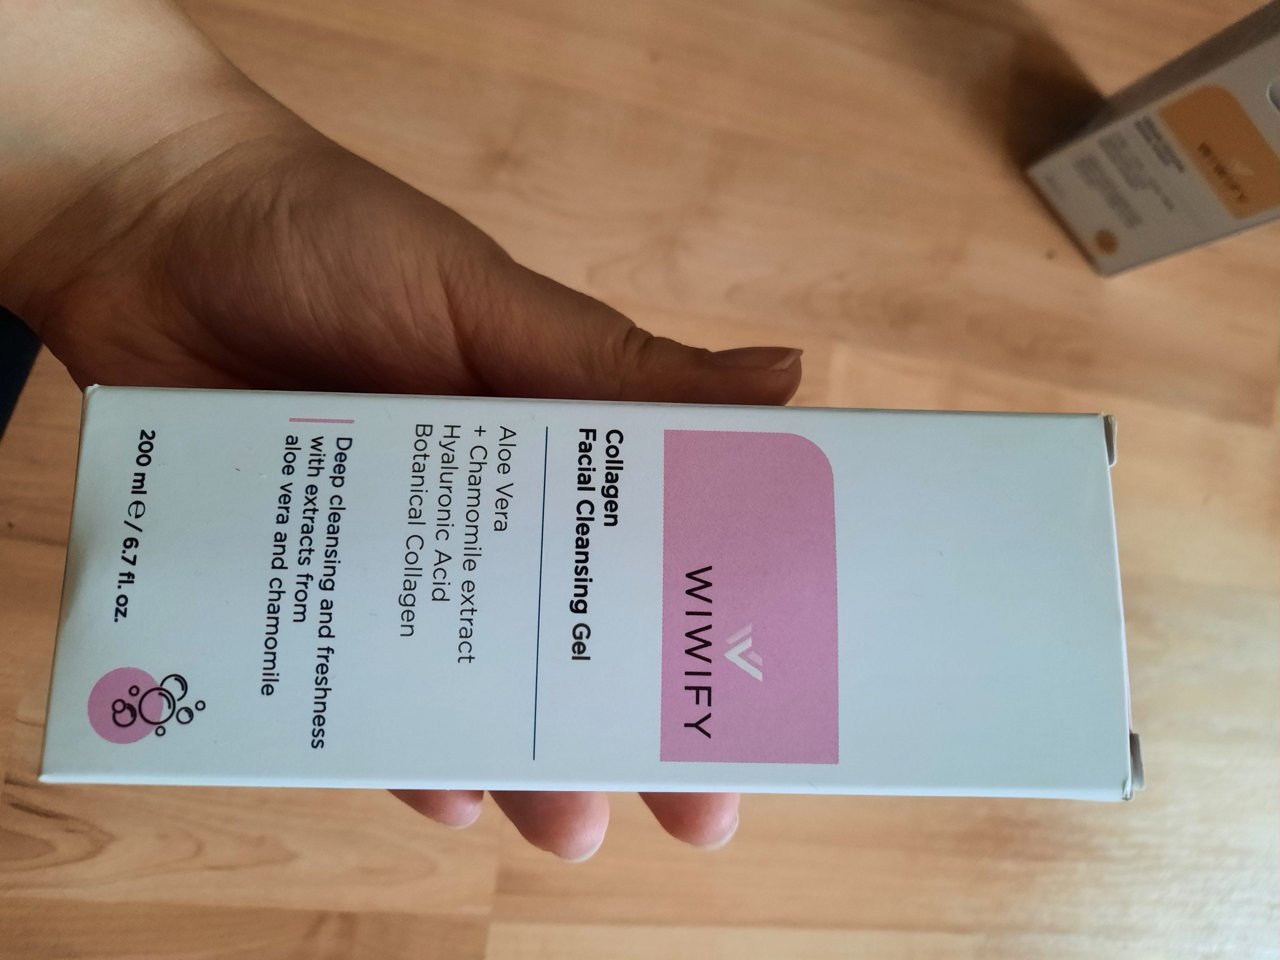 WIWIFY
Collagen
Facial Cleansing Gel
Aloe Vera
+ Chamomile extract
Hyaluronic Acid
Botanical Collagen
Deep cleansing and freshness
with extracts from
aloe vera and chamomile
200 ml ℮ / 6.7 fl. oz.
WIWIFY